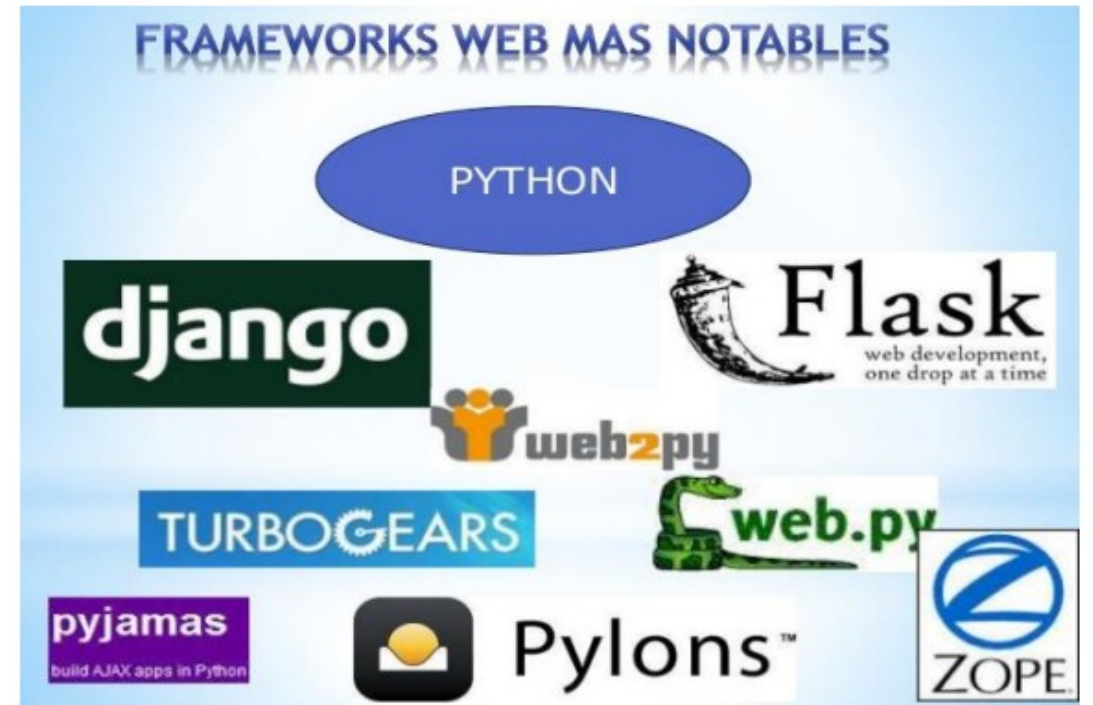 FRAMEWORKS WEB MAS NOTABLES
PYTHON
django
Flask
web development,
one drop at a time
web2py
TURBOGEARS
web.py
pyjamas
build AJAX apps in Python
Pylons™
ZOPE